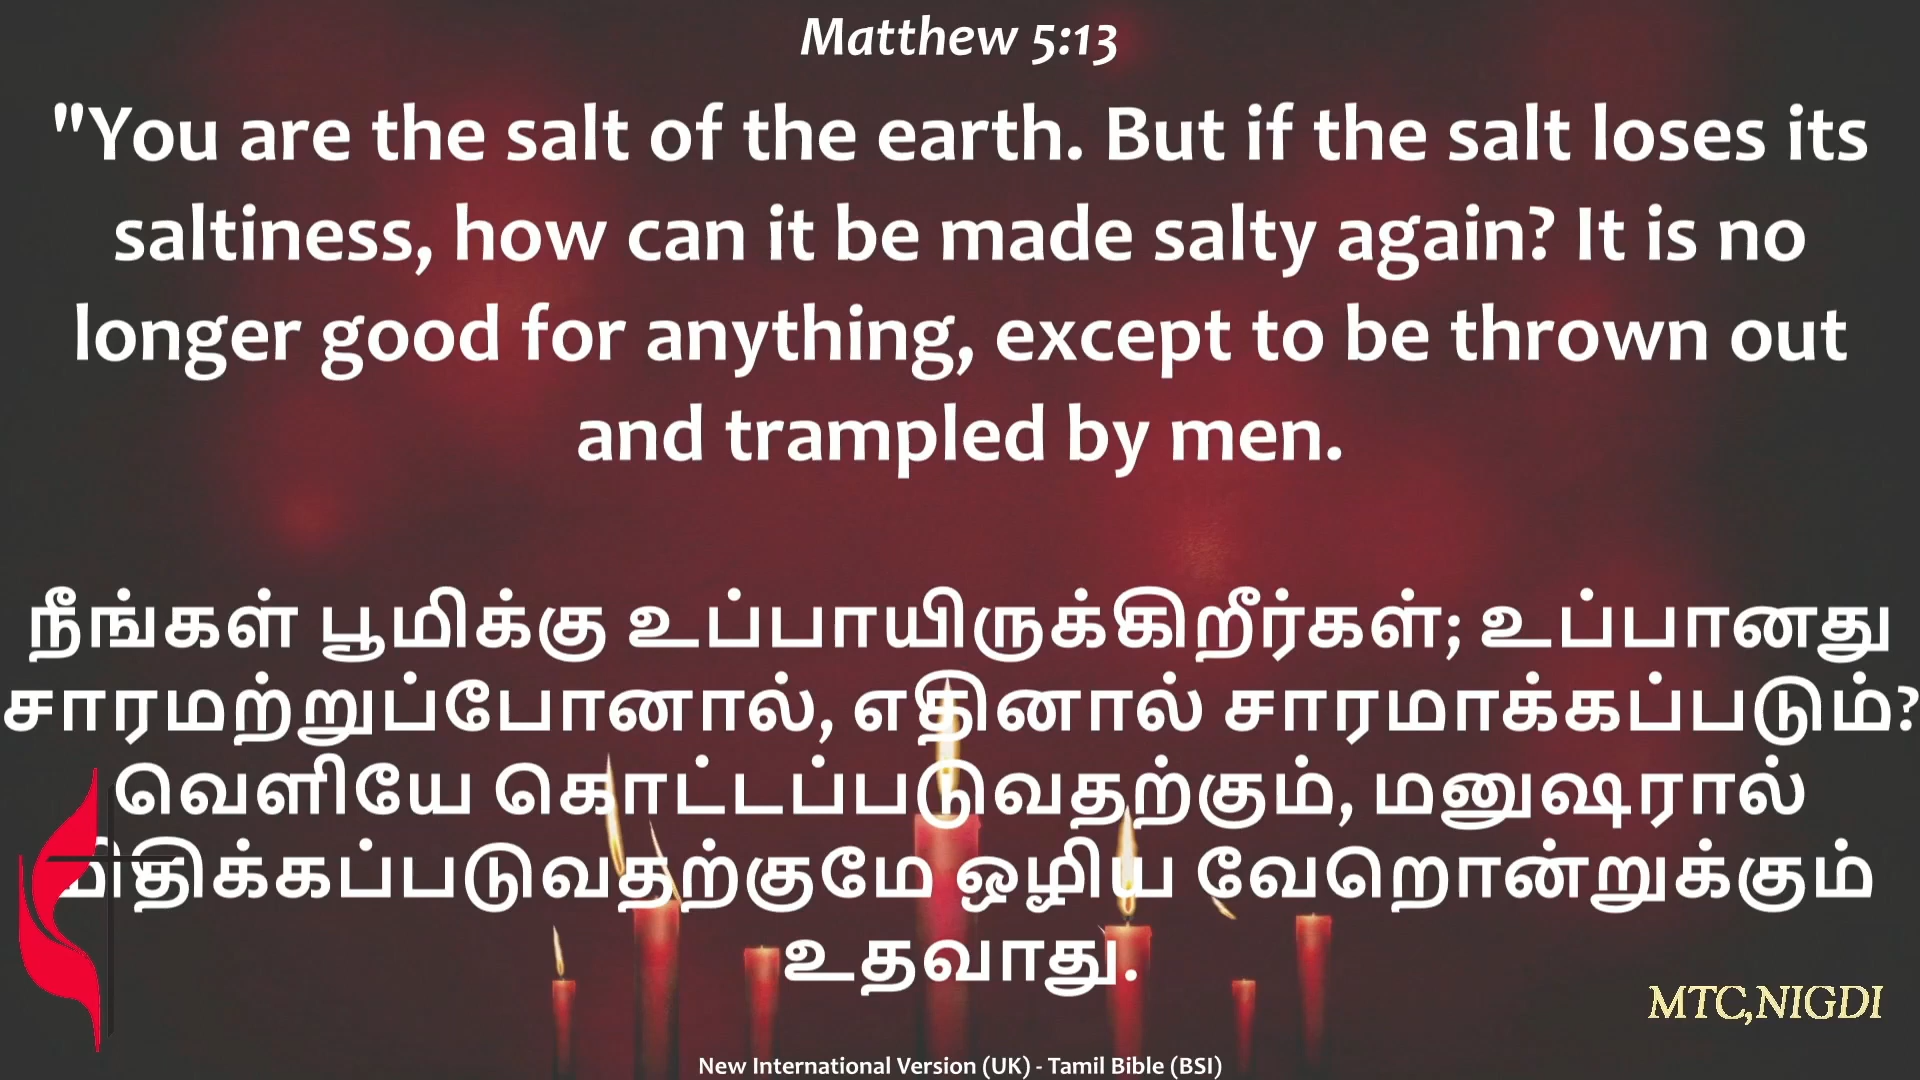 Matthew 5:13
"You are the salt of the earth. But if the salt loses its
saltiness, how can it be made salty again? It is no
longer good for anything, except to be thrown out
and trampled by men.
நீங்கள் பூமிக்கு உப்பாயிருக்கிறீர்கள்; உப்பானது
சாரமற்றுப்போனால், எதினால் சாரமாக்கப்படும்?
வெளியே கொட்டப்படுவதற்கும், மனுஷரால்
மிதிக்கப்படுவதற்குமே ஒழிய வேறொன்றுக்கும்
உதவாது.
MTC,NIGDI
New International Version (UK) - Tamil Bible (BSI)